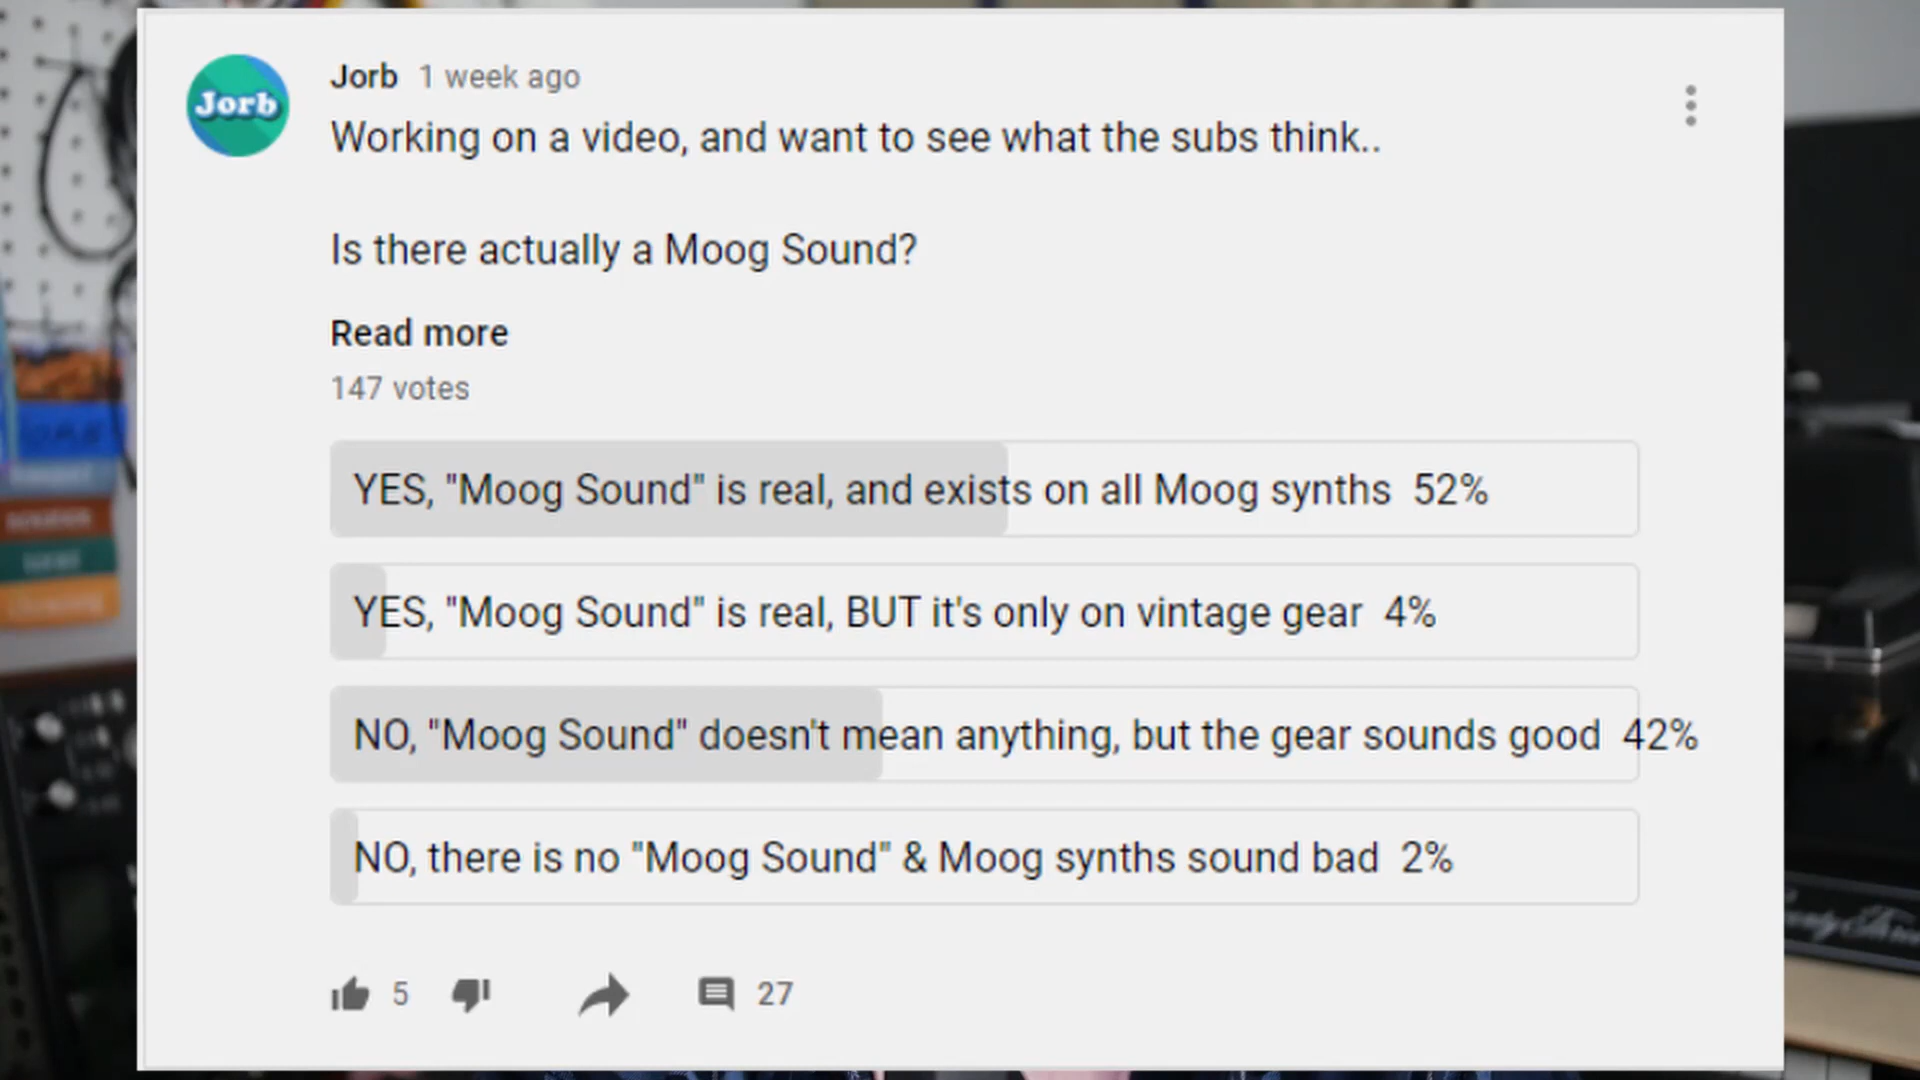 Jorb
Jorb 1 week ago
Working on a video, and want to see what the subs think..
Is there actually a Moog Sound?
Read more
147 votes
YES, "Moog Sound" is real, and exists on all Moog synths 52%
YES, "Moog Sound" is real, BUT it's only on vintage gear 4%
NO, "Moog Sound" doesn't mean anything, but the gear sounds good 42%
NO, there is no "Moog Sound" & Moog synths sound bad 2%
5
27